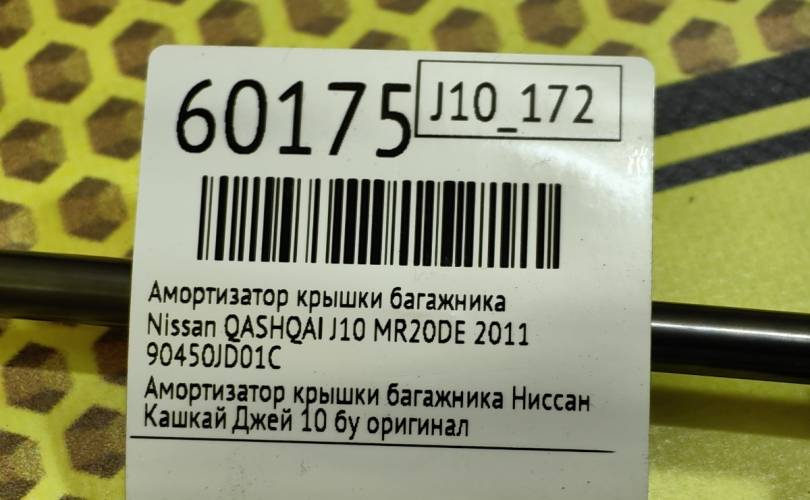 60175
J10_172
Амортизатор крышки багажника
Nissan QASHQAI J10 MR20DE 2011
90450JD01C
Амортизатор крышки багажника Ниссан
Кашкай Джей 10 бу оригинал